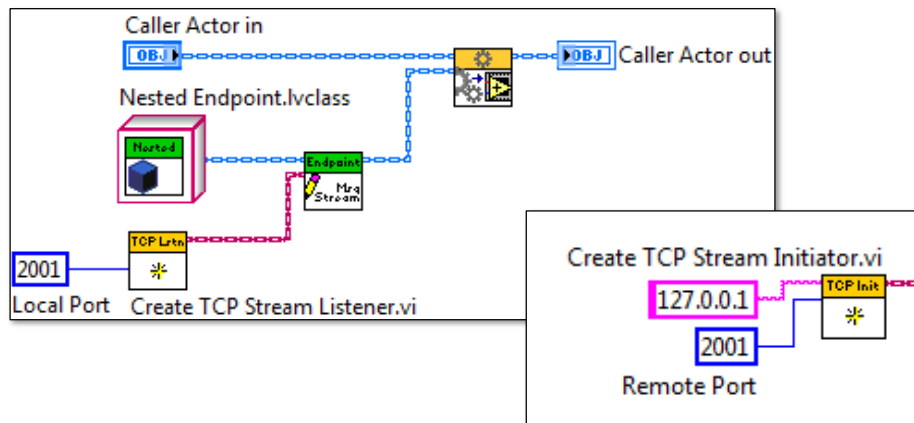 Caller Actor in
OBJ
OBJ
Caller Actor out
Nested Endpoint.lvclass
Nested
Endpoint
Msg
Stream
TCP Lstn
2001
Local Port
Create TCP Stream Listener.vi
Create TCP Stream Initiator.vi
TCP Init
127.0.0.1
2001
Remote Port